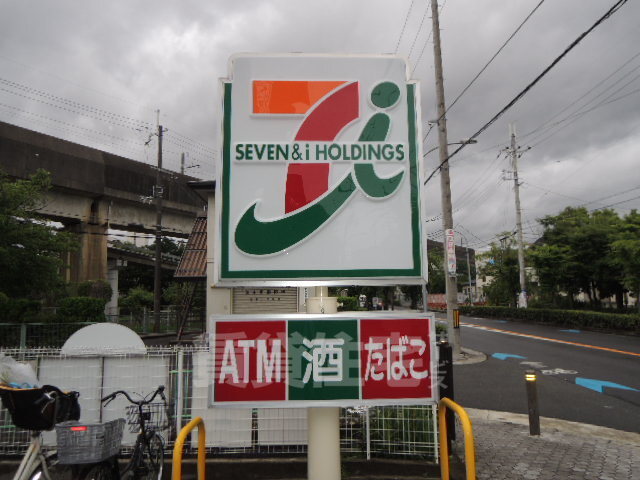 SEVEN & i HOLDINGS
ATM 酒 たばこ